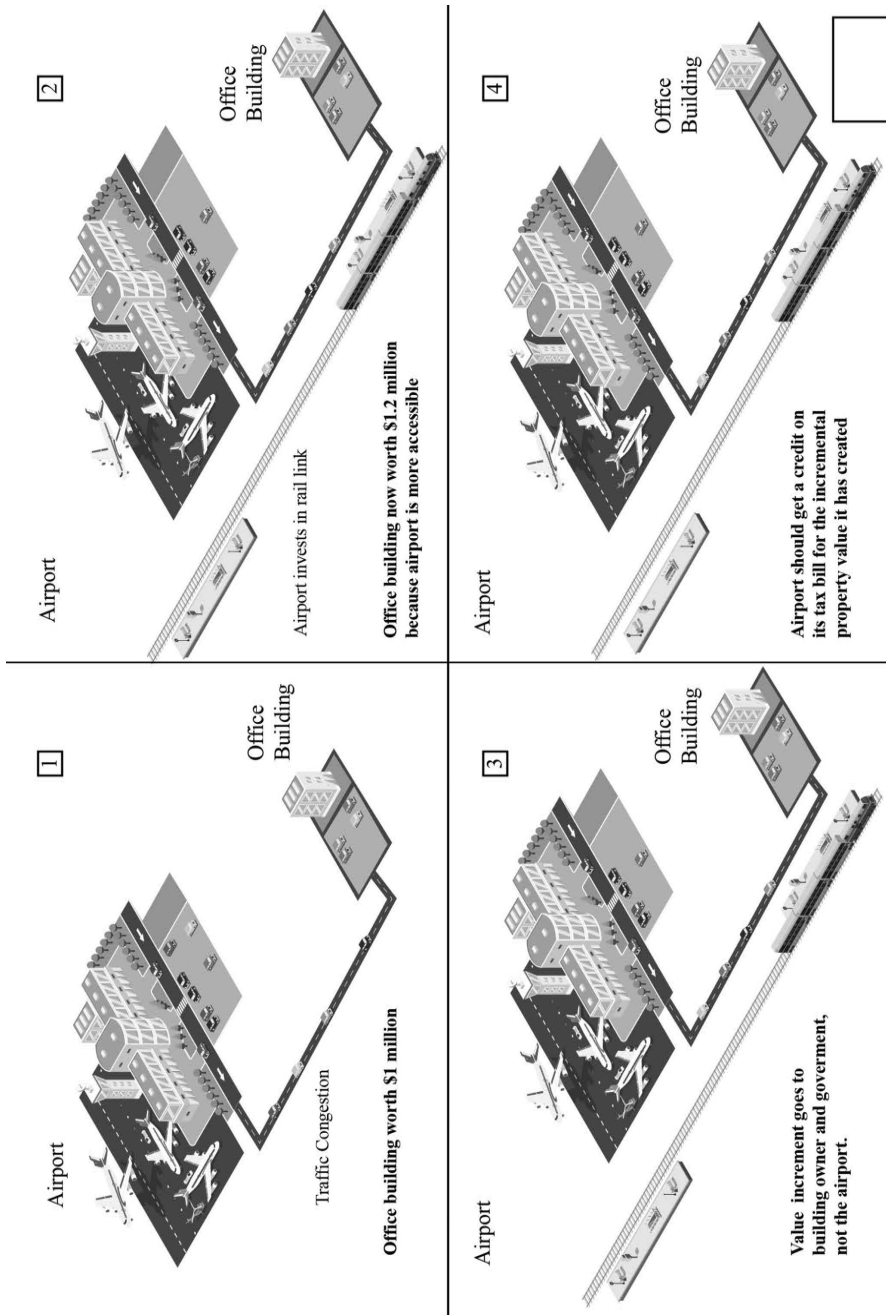 Airport
1
Office
Building
Traffic Congestion
Office building worth $1 million
Airport
2
Office
Building
Airport invests in rail link
Office building now worth $1.2 million
because airport is more accessible
Airport
3
Office
Building
Value increment goes to
building owner and goverment,
not the airport.
Airport
4
Office
Building
Airport should get a credit on
its tax bill for the incremental
property value it has created